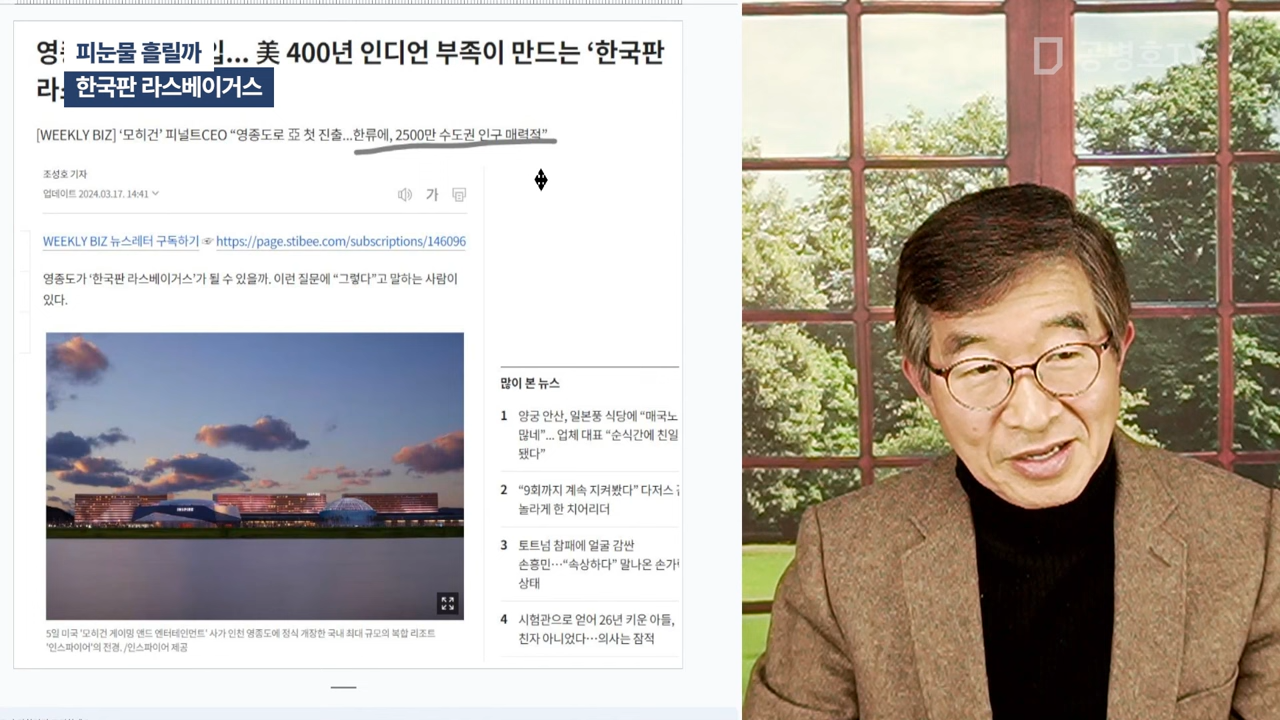 영 입... 美 400년 인디언 부족이 만드는 ‘한국판
라
피눈물 흘릴까
한국판 라스베이거스
[WEEKLY BIZ] ‘모히건’ 피널트CEO “영종도로 亞 첫 진출...한류에, 2500만 수도권 인구 매력적”
조성호 기자
업데이트 2024.03.17. 14:41
가
WEEKLY BIZ 뉴스레터 구독하기 ☞ https://page.stibee.com/subscriptions/146096
영종도가 ‘한국판 라스베이거스’가 될 수 있을까. 이런 질문에 “그렇다”고 말하는 사람이
있다.
5일 미국 '모히건 게이밍 앤드 엔터테인먼트' 사가 인천 영종도에 정식 개장한 국내 최대 규모의 복합 리조트
'인스파이어'의 전경. /인스파이어 제공
많이 본 뉴스
1 양궁 안산, 일본풍 식당에 “매국노
많네”... 업체 대표 “순식간에 친일
됐다”
2 “9회까지 계속 지켜봤다” 다저스
놀라게 한 치어리더
3 토트넘 참패에 얼굴 감싼
손흥민…“속상하다” 말나온 손가
상태
4 시험관으로 얻어 26년 키운 아들,
친자 아니었다…의사는 잠적
공병호TV